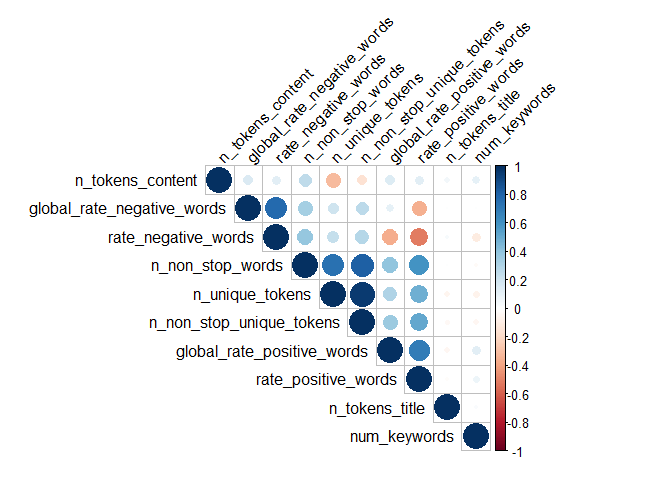 n_tokens_content
global_rate_negative_words
rate_negative_words
n_non_stop_words
n_unique_tokens
n_non_stop_unique_tokens
global_rate_positive_words
rate_positive_words
n_tokens_title
num_keywords
n_tokens_content
global_rate_negative_words
rate_negative_words
n_non_stop_words
n_unique_tokens
n_non_stop_unique_tokens
global_rate_positive_words
rate_positive_words
n_tokens_title
num_keywords
1
0.8
0.6
0.4
0.2
0
-0.2
-0.4
-0.6
-0.8
-1